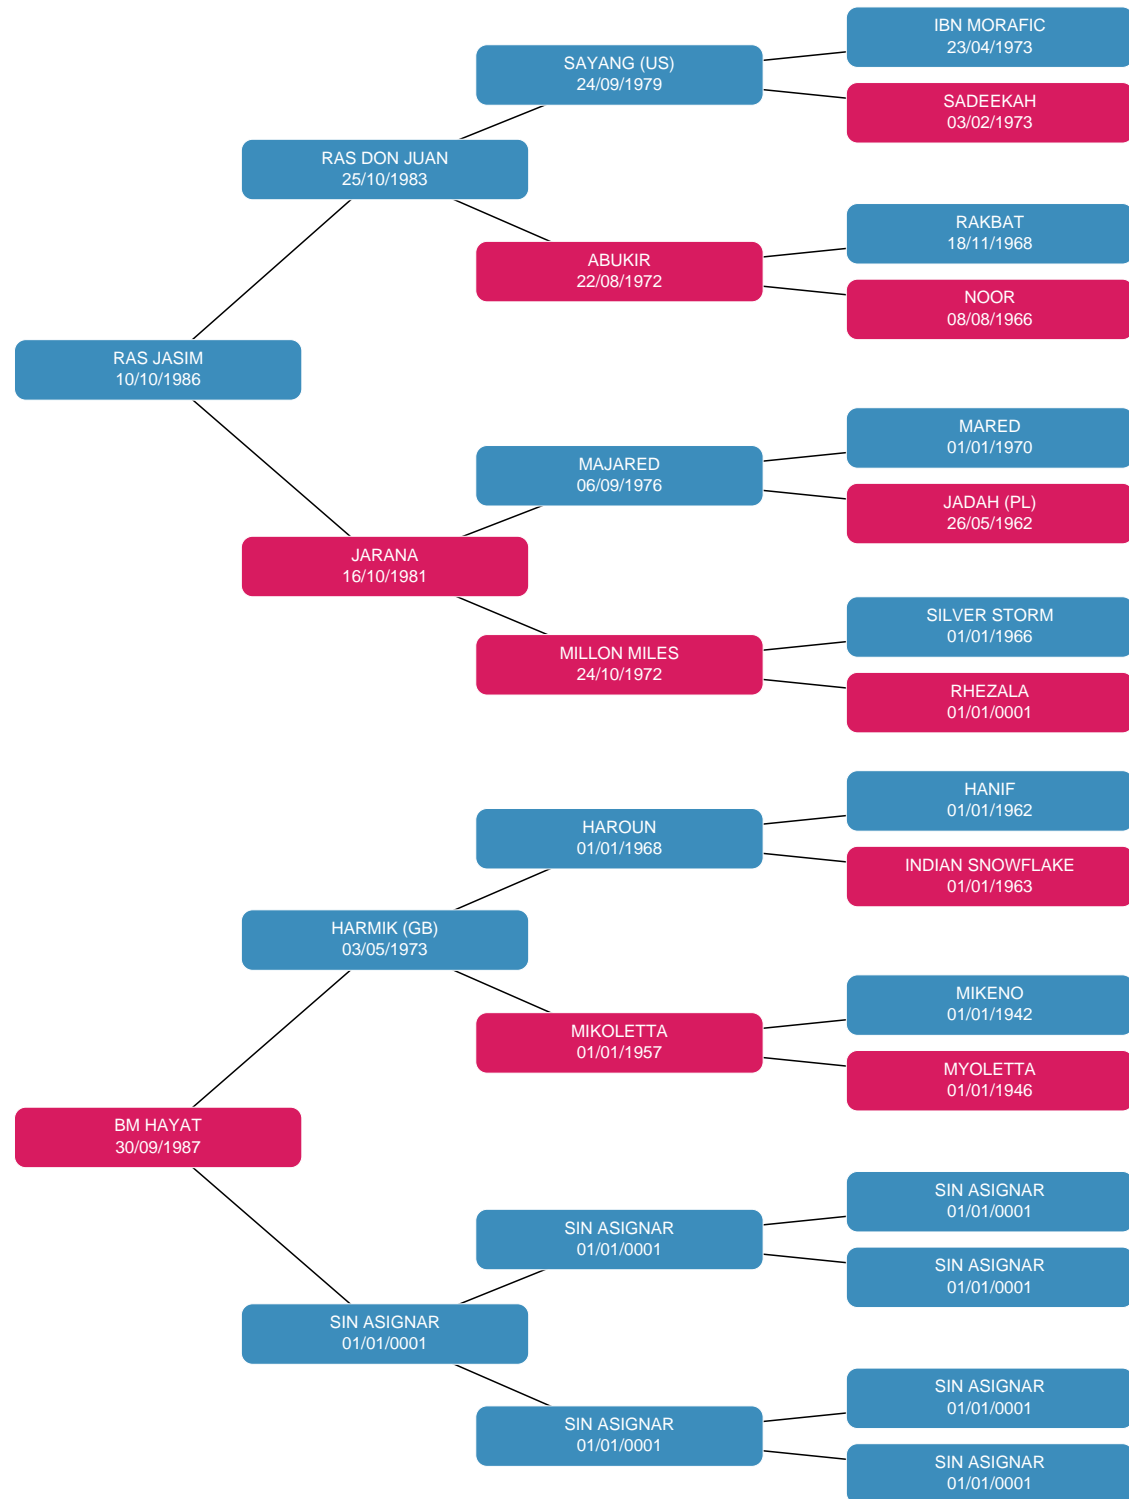 IBN MORAFIC
23/04/1973
SAYANG (US)
24/09/1979
SADEEKAH
03/02/1973
RAS DON JUAN
25/10/1983
RAKBAT
18/11/1968
ABUKIR
22/08/1972
NOOR
08/08/1966
RAS JASIM
10/10/1986
MARED
01/01/1970
MAJARED
06/09/1976
JADAH (PL)
26/05/1962
JARANA
16/10/1981
SILVER STORM
01/01/1966
MILLON MILES
24/10/1972
RHEZALA
01/01/0001
HANIF
01/01/1962
HAROUN
01/01/1968
INDIAN SNOWFLAKE
01/01/1963
HARMIK (GB)
03/05/1973
MIKENO
01/01/1942
MIKOLETTA
01/01/1957
MYOLETTA
01/01/1946
BM HAYAT
30/09/1987
SIN ASIGNAR
01/01/0001
SIN ASIGNAR
01/01/0001
SIN ASIGNAR
01/01/0001
SIN ASIGNAR
01/01/0001
SIN ASIGNAR
01/01/0001
SIN ASIGNAR
01/01/0001
SIN ASIGNAR
01/01/0001